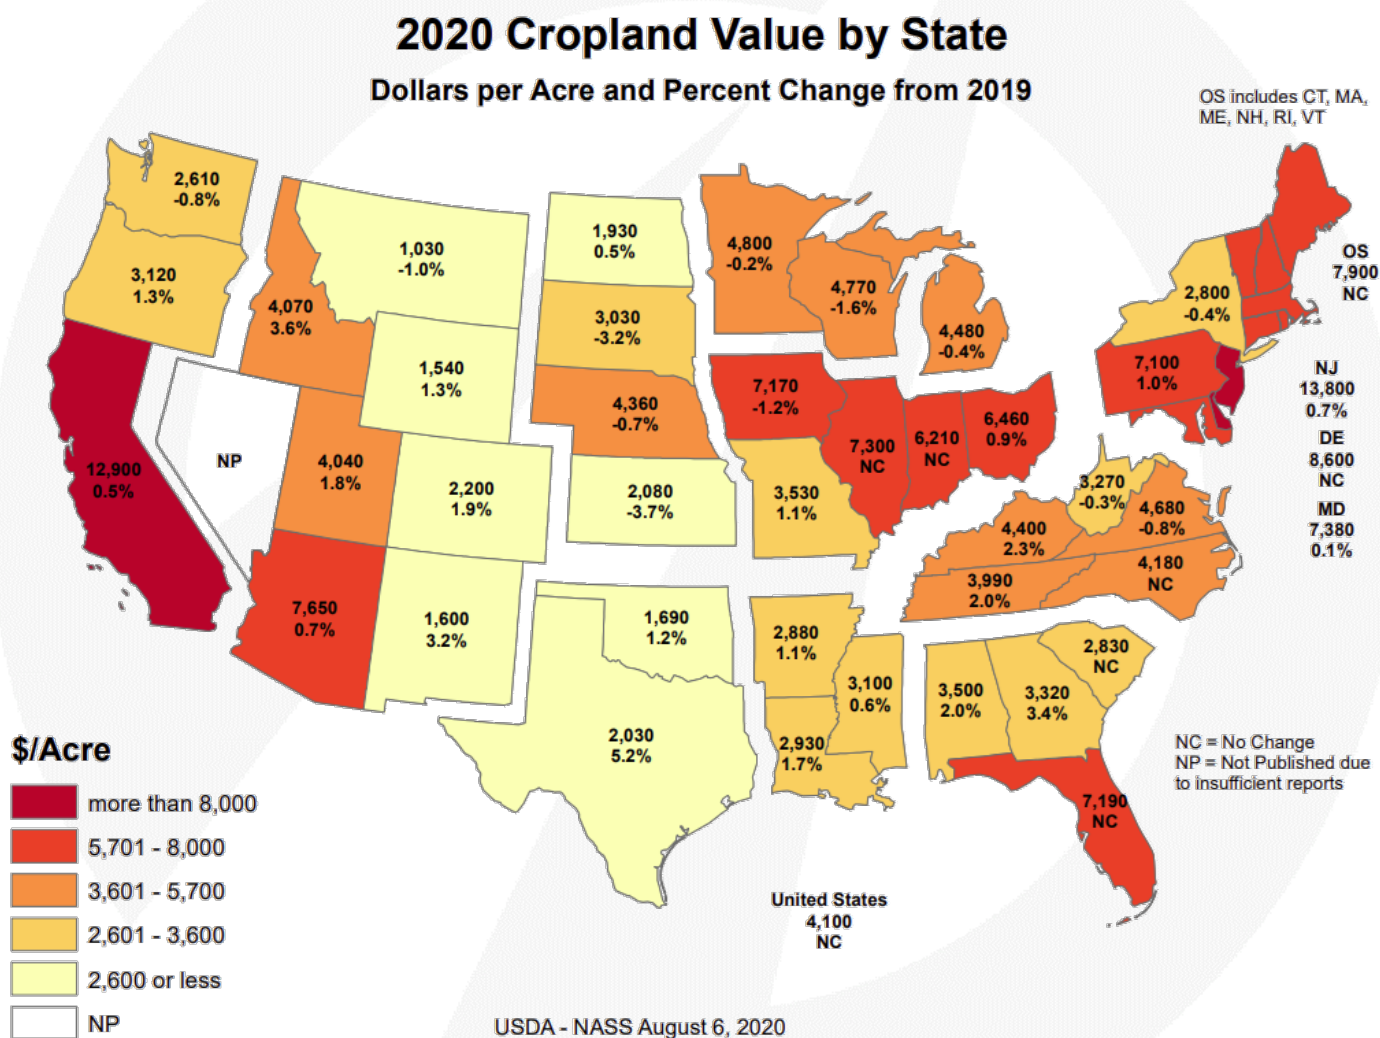 2020 Cropland Value by State
Dollars per Acre and Percent Change from 2019
OS includes CT, MA,
ME, NH, RI, VT
2,610
-0.8%
3,120
1.3%
12,900
0.5%
NP
4,070
3.6%
1,030
-1.0%
1,540
1.3%
4,040
1.8%
2,200
1.9%
7,650
0.7%
1,600
3.2%
1,930
0.5%
3,030
-3.2%
4,360
-0.7%
2,080
-3.7%
1,690
1.2%
2,030
5.2%
4,800
-0.2%
4,770
-1.6%
4,480
-0.4%
7,170
-1.2%
7,300
NC
6,210
NC
6,460
0.9%
3,530
1.1%
2,880
1.1%
2,930
1.7%
3,100
0.6%
3,500
2.0%
3,320
3.4%
2,830
NC
7,190
NC
4,400
2.3%
3,990
2.0%
3,270
-0.3%
4,680
-0.8%
4,180
NC
7,100
1.0%
2,800
-0.4%
OS
7,900
NC
NJ
13,800
0.7%
DE
8,600
NC
MD
7,380
0.1%
$/Acre
more than 8,000
5,701 - 8,000
3,601 - 5,700
2,601 - 3,600
2,600 or less
NP
NC = No Change
NP = Not Published due
to insufficient reports
United States
4,100
NC
USDA - NASS August 6, 2020